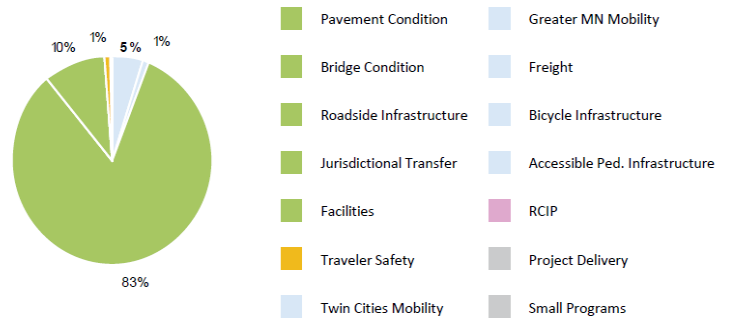 10%
1%
5%
1%
83%
Pavement Condition
Bridge Condition
Roadside Infrastructure
Jurisdictional Transfer
Facilities
Traveler Safety
Twin Cities Mobility
Greater MN Mobility
Freight
Bicycle Infrastructure
Accessible Ped. Infrastructure
RCIP
Project Delivery
Small Programs